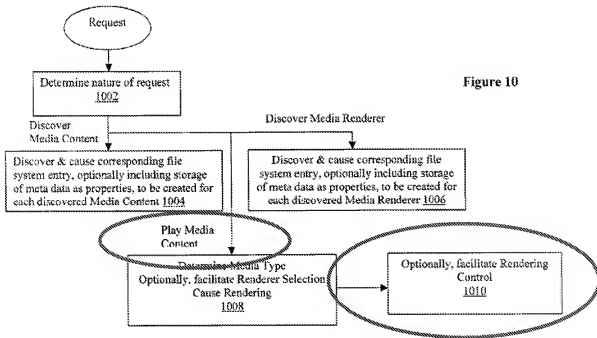 Request
Figure 10
Determine nature of request
1002
Discover
Media Content
Discover Media Renderer
Discover & cause corresponding file
system entry, optionally including storage
of meta data as properties, to be created for
each discovered Media Content 1004
Discover & cause corresponding file
system entry, optionally including storage
of meta data as properties, to be created for
each discovered Media Renderer 1006
Play Media
Content
Determine Media Type
Optionally, facilitate Renderer Selection
Cause Rendering
1008
Optionally, facilitate Rendering
Control
1010